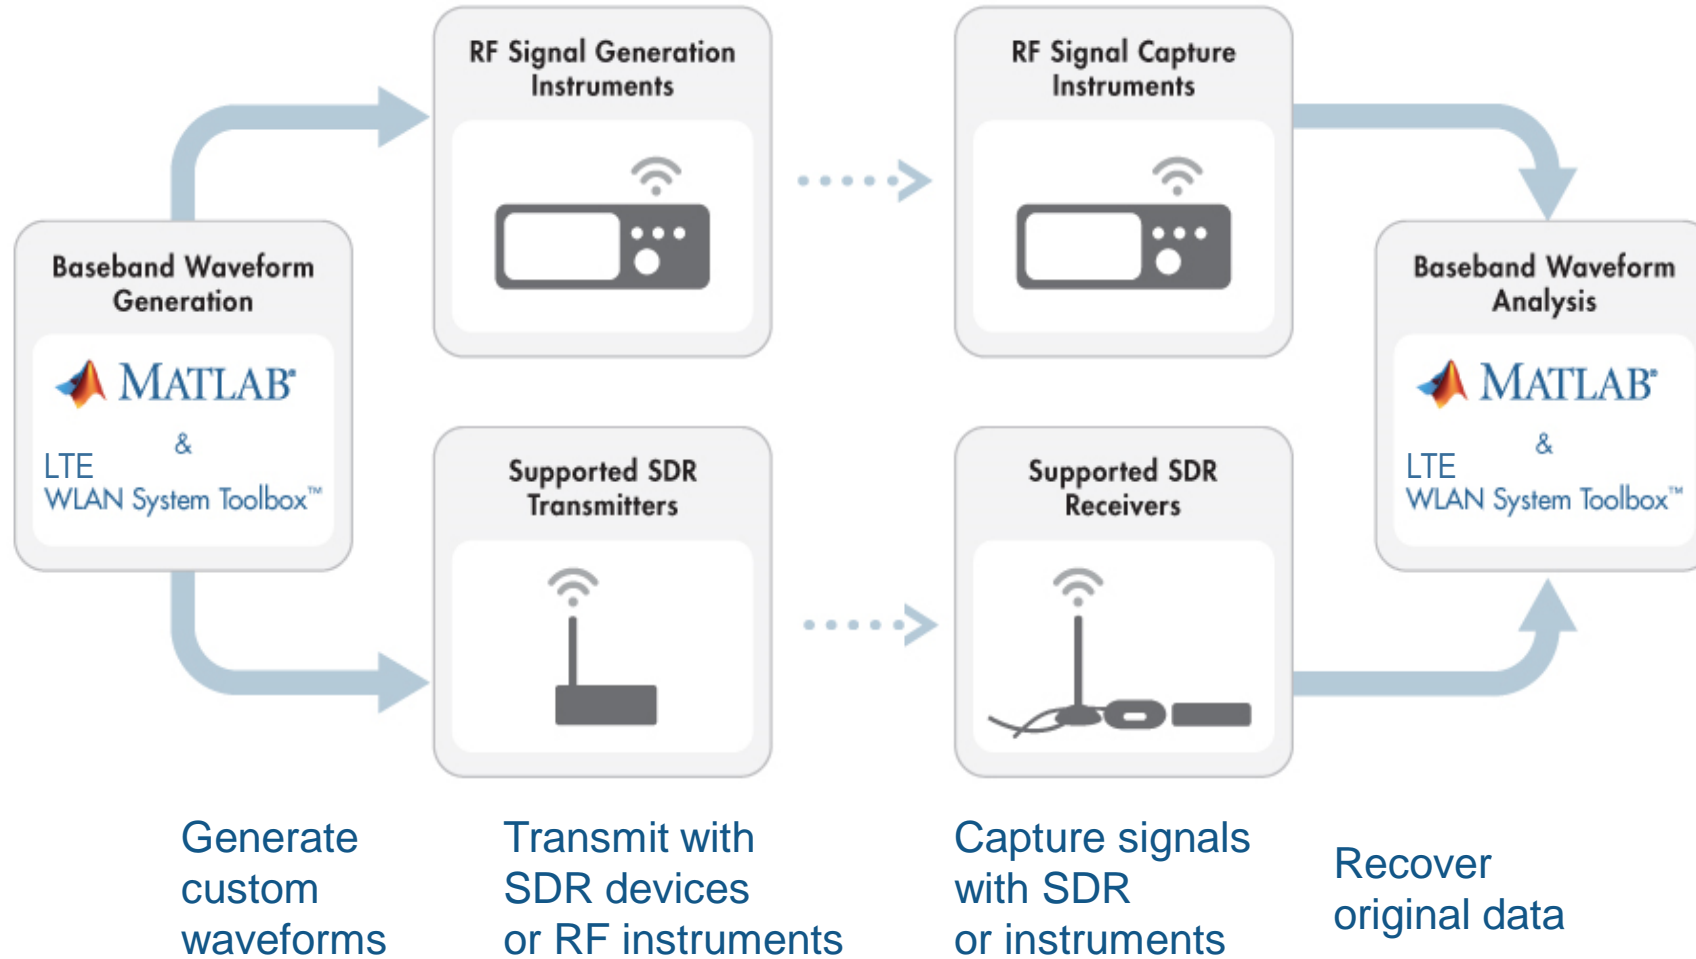 RF Signal Generation
Instruments
RF Signal Capture
Instruments
Baseband Waveform
Generation
MATLAB®
&
LTE
WLAN System Toolbox™
Baseband Waveform
Analysis
MATLAB®
&
LTE
WLAN System Toolbox™
Supported SDR
Transmitters
Supported SDR
Receivers
Generate
custom
waveforms
Transmit with
SDR devices
or RF instruments
Capture signals
with SDR
or instruments
Recover
original data